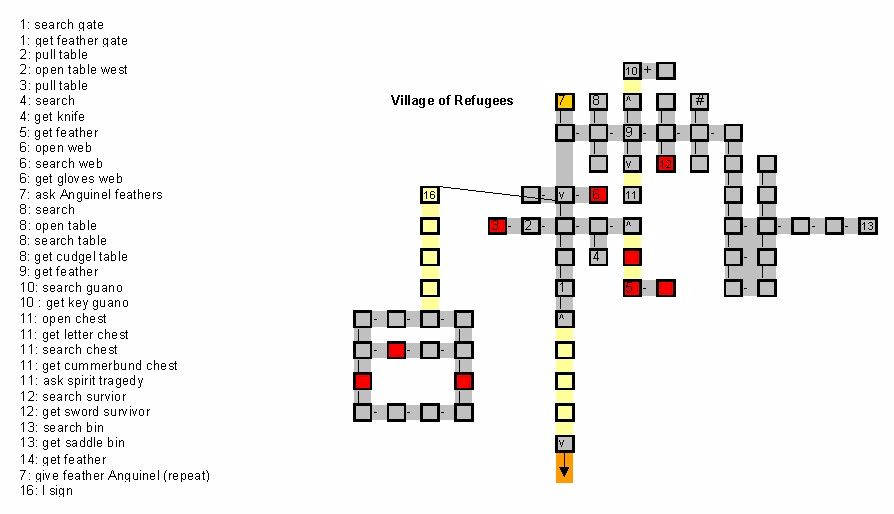 1: search gate
1: get feather gate
2: pull table
2: open table west
3: pull table
4: search
4: get knife
5: get feather
6: open web
6: search web
6: get gloves web
7: ask Anguinel feathers
8: search
8: open table
8: search table
8: get cudgel table
9: get feather
10: search guano
10 : get key guano
11: open chest
11: get letter chest
11: search chest
11: get cummerbund chest
11: ask spirit tragedy
12: search survior
12: get sword survivor
13: search bin
13: get saddle bin
14: get feather
7: give feather Anguinel (repeat)
16: l sign
Village of Refugees
10 +
7 8 ^ #
9
v 12
16 v 6 11
3 2 ^ 13
4
1 5
^
v